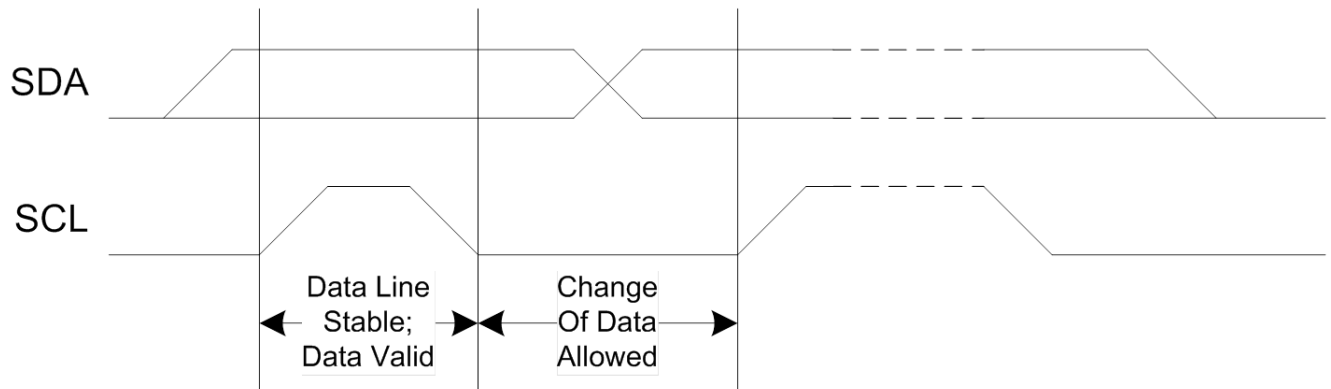 SDA
SCL
Data Line
Stable;
Data Valid
Change
Of Data
Allowed